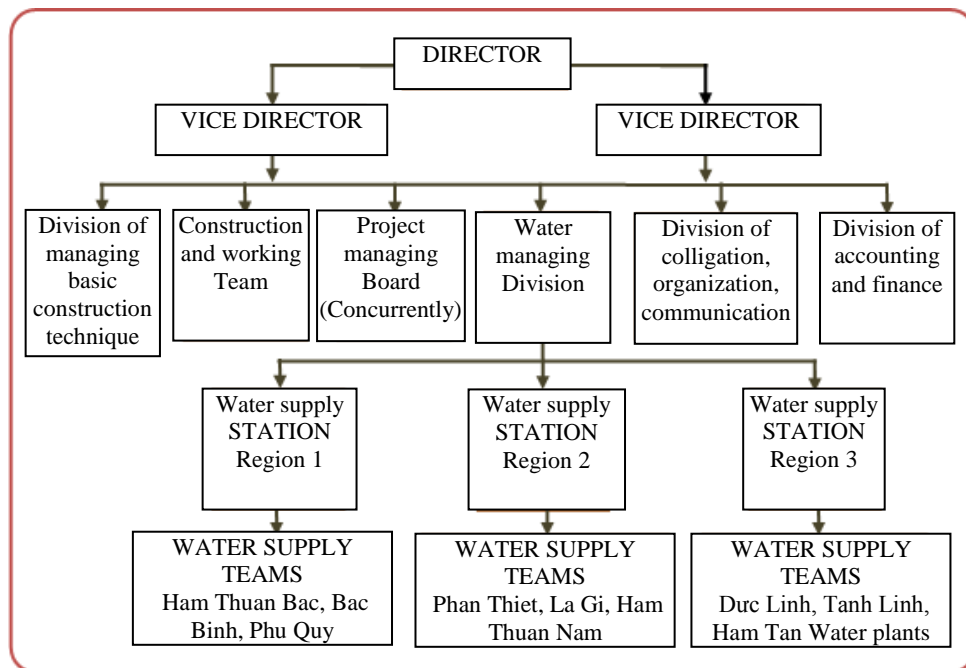 DIRECTOR
VICE DIRECTOR
VICE DIRECTOR
Division of
managing
basic
construction
technique
Construction
and working
Team
Project
managing
Board
(Concurrently)
Water
managing
Division
Division of
colligation,
organization,
communication
Division of
accounting
and finance
Water supply
STATION
Region 1
Water supply
STATION
Region 2
Water supply
STATION
Region 3
WATER SUPPLY
TEAMS
Ham Thuan Bac, Bac
Binh, Phu Quy
WATER SUPPLY
TEAMS
Phan Thiet, La Gi, Ham
Thuan Nam
WATER SUPPLY
TEAMS
Dưc Linh, Tanh Linh,
Ham Tan Water plants